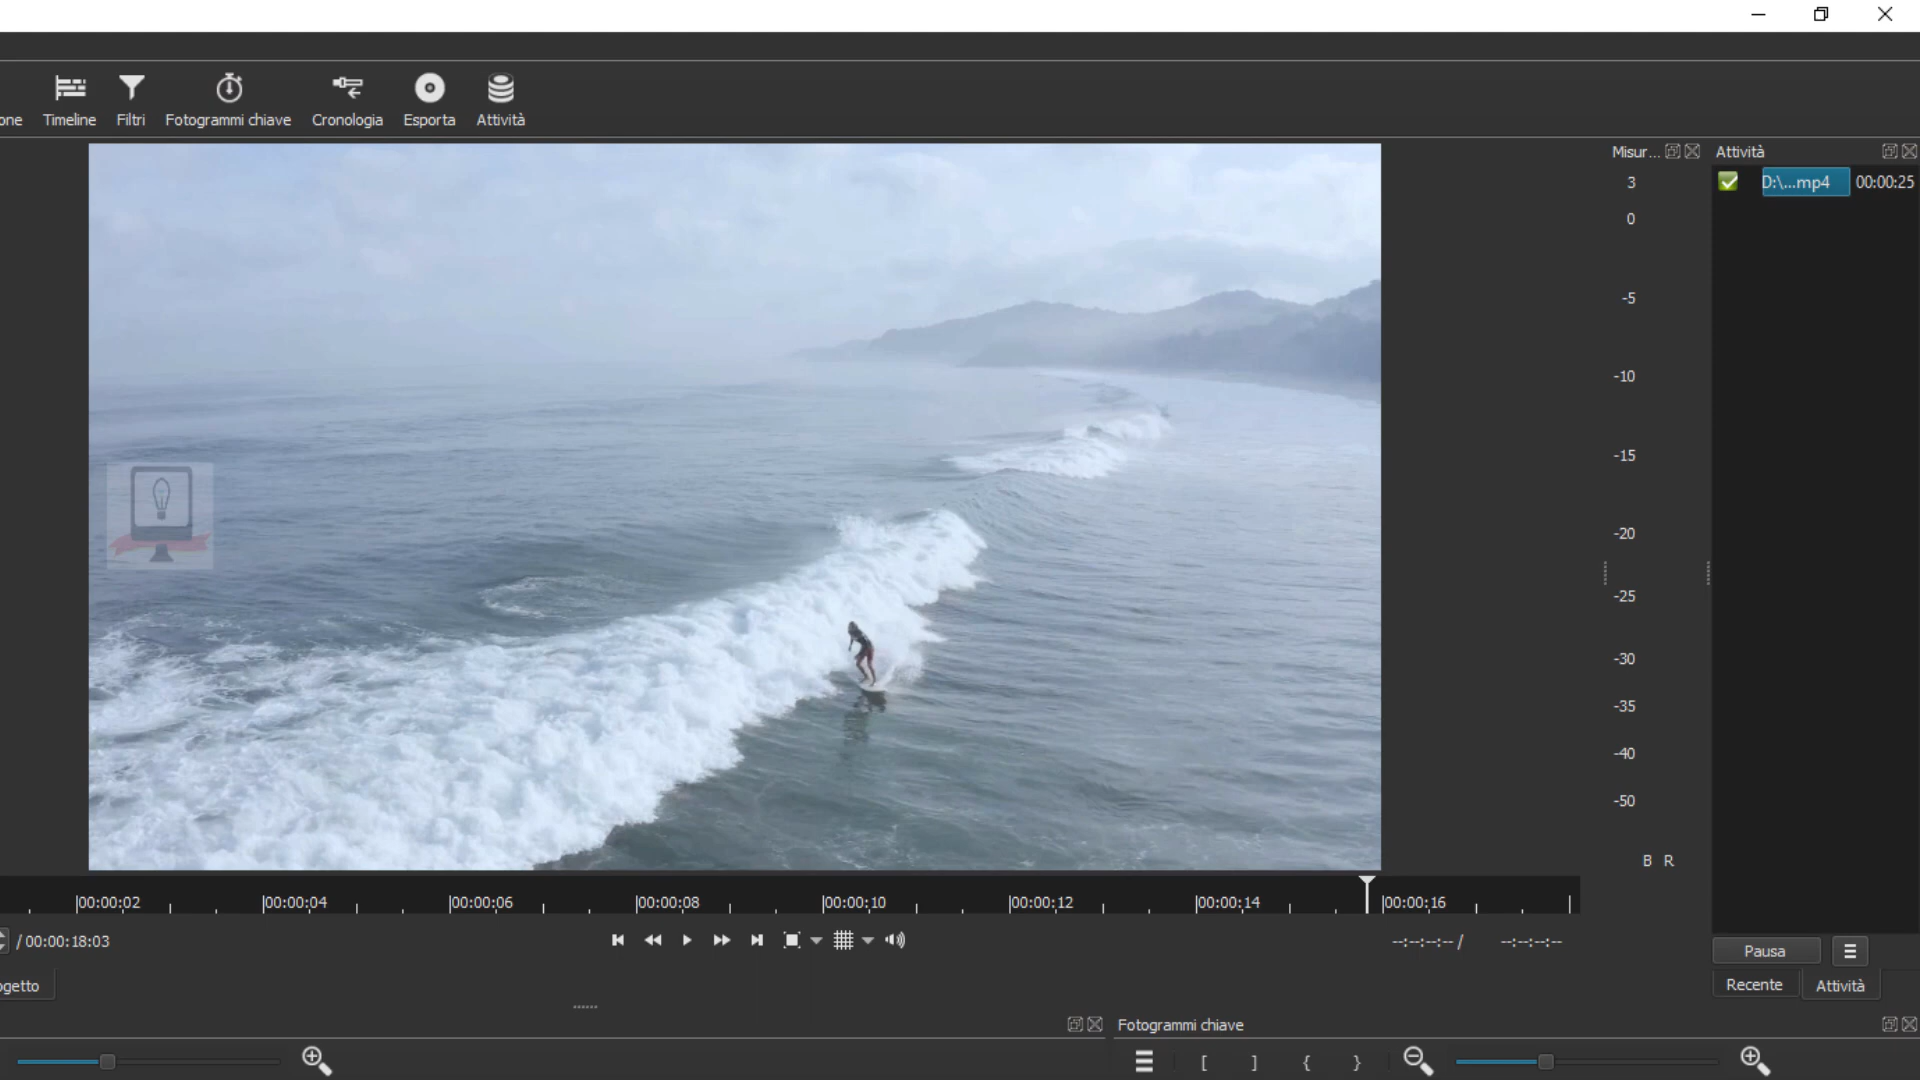 one Timeline Filtri Fotogrammi chiave Cronologia Esporta Attività
Misur... Attività
3
D:\...mp4 00:00:25
0
-5
-10
-15
-20
-25
-30
-35
-40
-50
B R
00:00:02 00:00:04 00:00:06 00:00:08 00:00:10 00:00:12 00:00:14 00:00:16
/ 00:00:18:03 --:--:--:-- / --:--:--:--
Pausa
ogetto
Recente Attività
Fotogrammi chiave
[ ] { }